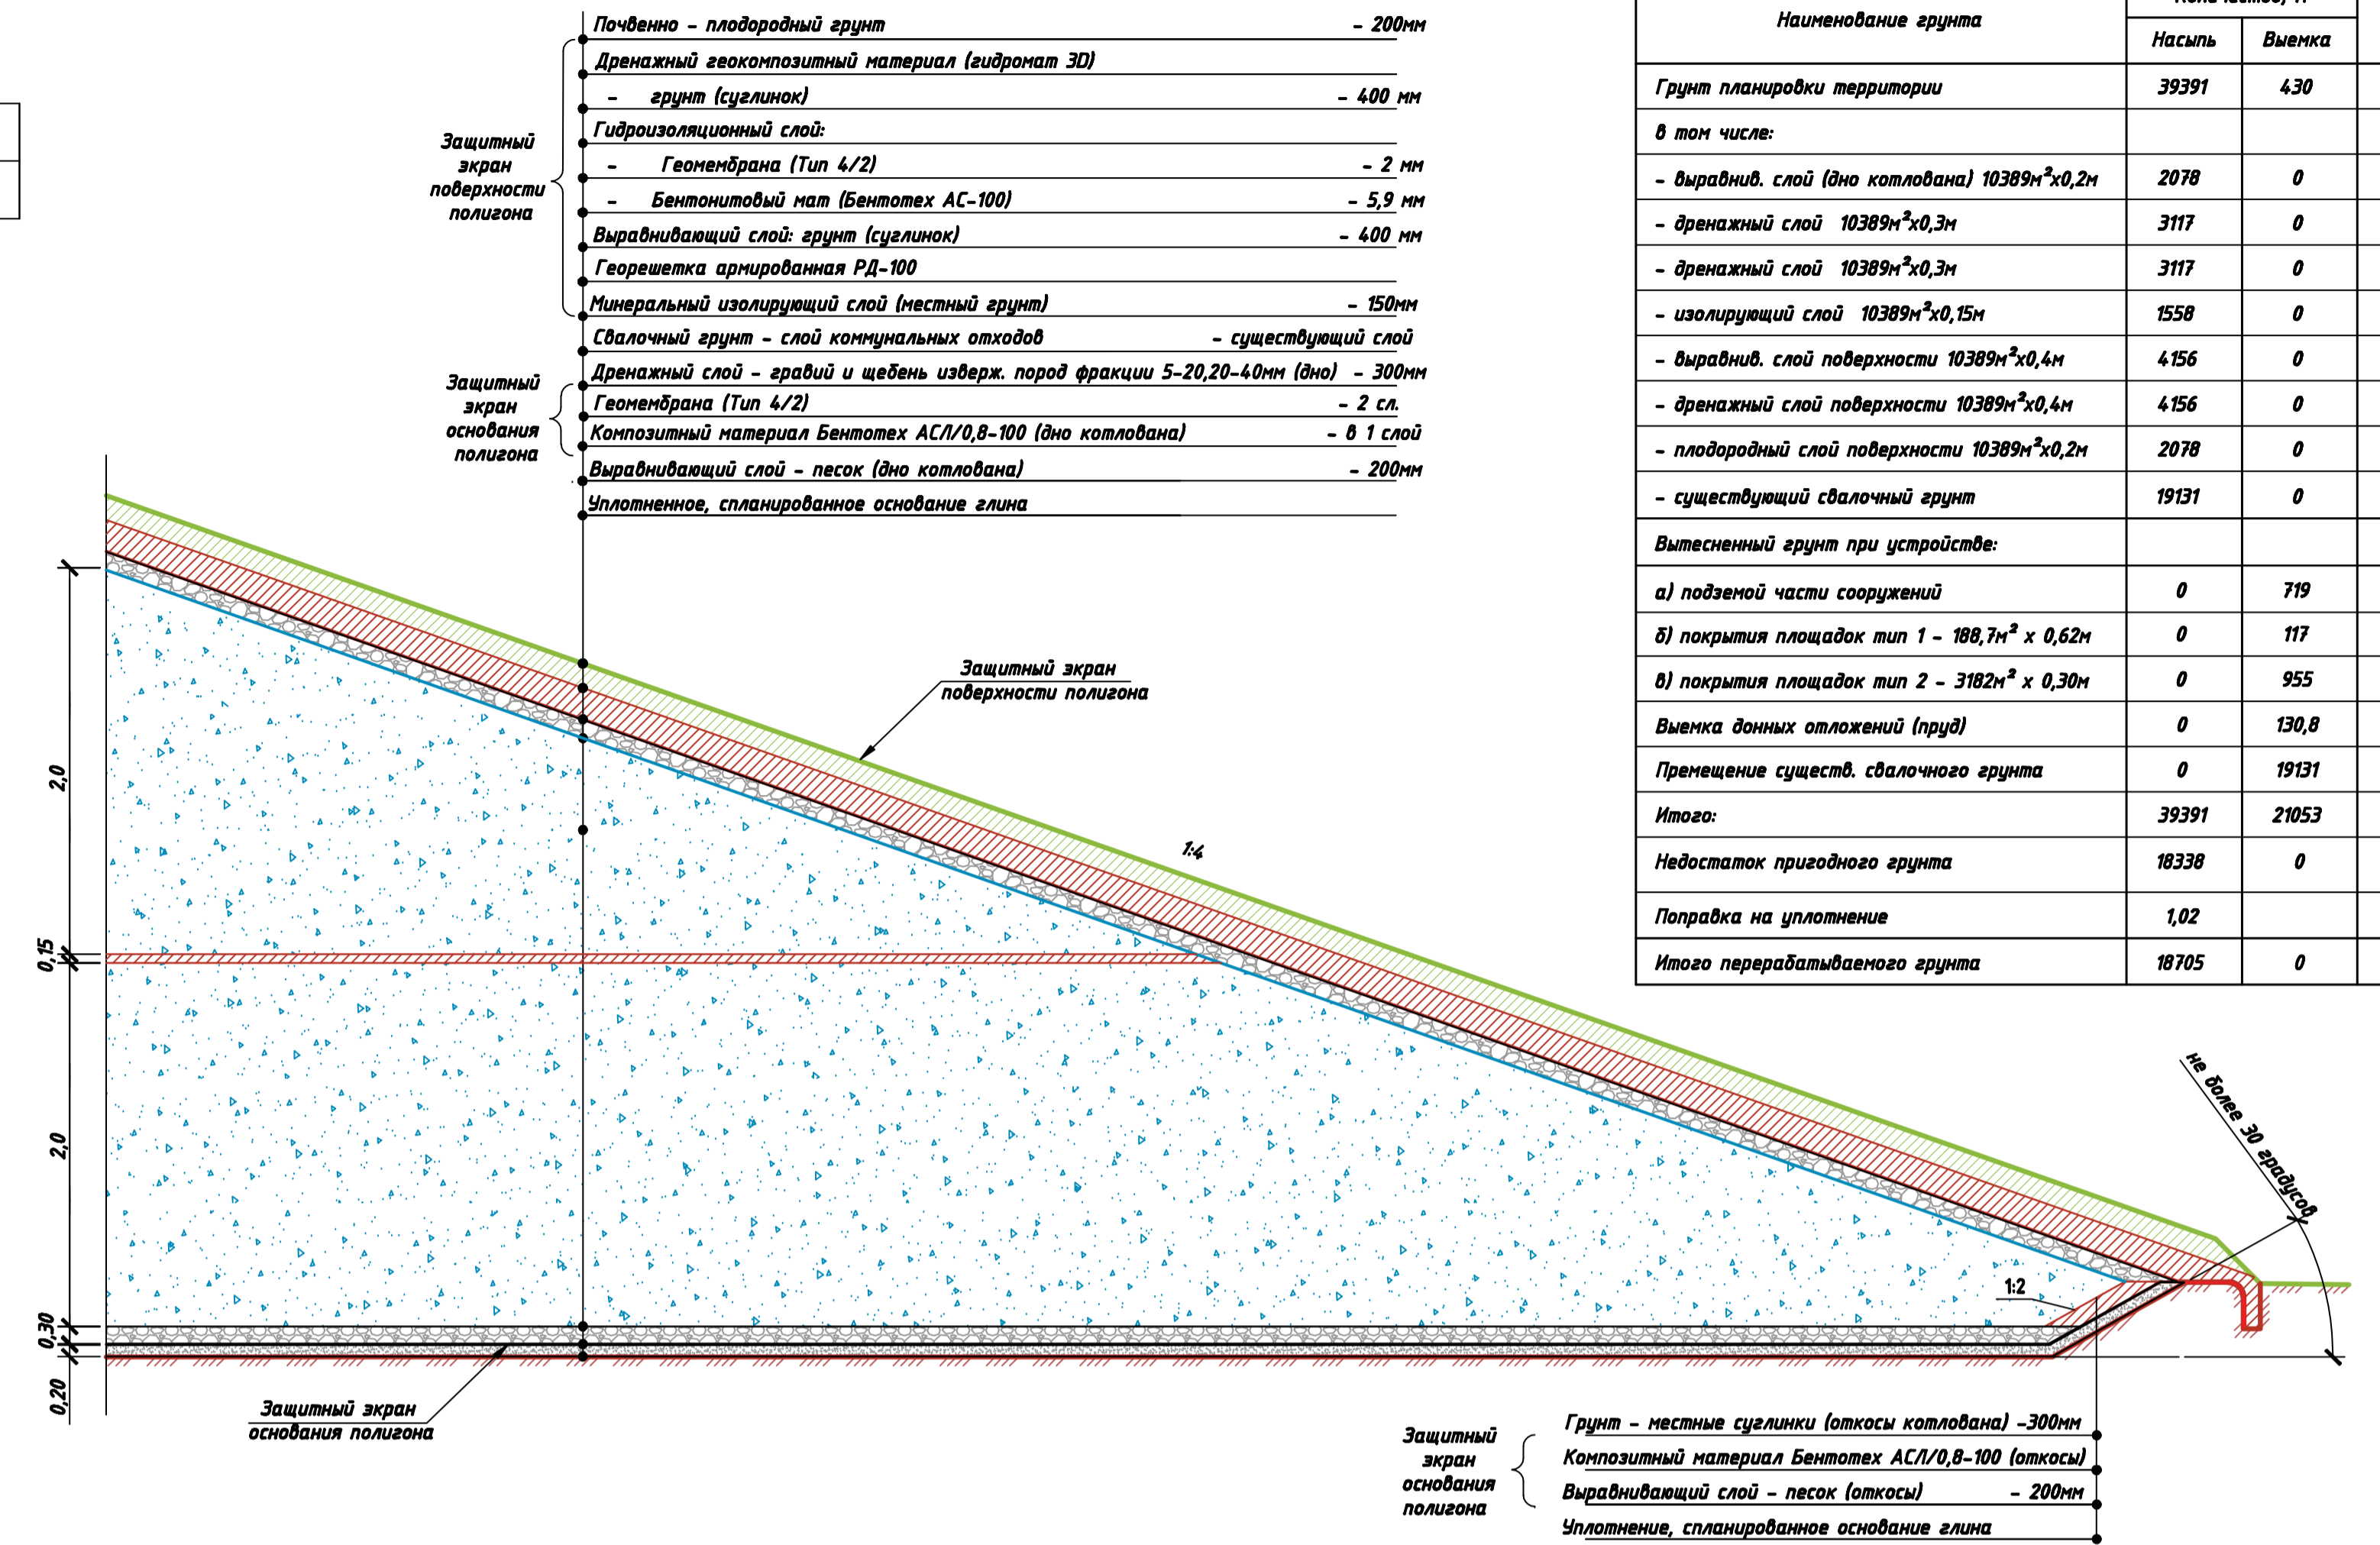 Почвенно - плодородный грунт - 200мм
Дренажный геокомпозитный материал (гидромат 3D)
- грунт (суглинок) - 400 мм
Гидроизоляционный слой:
- Геомембрана (Тип 4/2) - 2 мм
- Бентонитовый мат (Бентотех АС-100) - 5,9 мм
Выравнивающий слой: грунт (суглинок) - 400 мм
Георешетка армированная РД-100
Минеральный изолирующий слой (местный грунт) - 150мм
Свалочный грунт - слой коммунальных отходов - существующий слой
Дренажный слой - гравий и щебень изверж. пород фракции 5-20,20-40мм (дно) - 300мм
Геомембрана (Тип 4/2) - 2 сл.
Композитный материал Бентотех АСЛ/0,8-100 (дно котлована) - в 1 слой
Выравнивающий слой - песок (дно котлована) - 200мм
Уплотненное, спланированное основание глина
Защитный
экран
поверхности
полигона
Защитный
экран
основания
полигона
Наименование грунта
Насыпь Выемка
Грунт планировки территории 39391 430
в том числе:
- выравнив. слой (дно котлована) 10389м²х0,2м 2078 0
- дренажный слой 10389м²х0,3м 3117 0
- дренажный слой 10389м²х0,3м 3117 0
- изолирующий слой 10389м²х0,15м 1558 0
- выравнив. слой поверхности 10389м²х0,4м 4156 0
- дренажный слой поверхности 10389м²х0,4м 4156 0
- плодородный слой поверхности 10389м²х0,2м 2078 0
- существующий свалочный грунт 19131 0
Вытесненный грунт при устройстве:
а) подземой части сооружений 0 719
б) покрытия площадок тип 1 - 188,7м² х 0,62м 0 117
в) покрытия площадок тип 2 - 3182м² х 0,30м 0 955
Выемка донных отложений (пруд) 0 130,8
Премещение существ. свалочного грунта 0 19131
Итого: 39391 21053
Недостаток пригодного грунта 18338 0
Поправка на уплотнение 1,02
Итого перерабатываемого грунта 18705 0
Защитный экран
поверхности полигона
1:4
2,0
0,15
2,0
0,30
0,20
не более 30 градусов
1:2
Защитный экран
основания полигона
Защитный
экран
основания
полигона
Грунт - местные суглинки (откосы котлована) -300мм
Композитный материал Бентотех АСЛ/0,8-100 (откосы)
Выравнивающий слой - песок (откосы) - 200мм
Уплотнение, спланированное основание глина